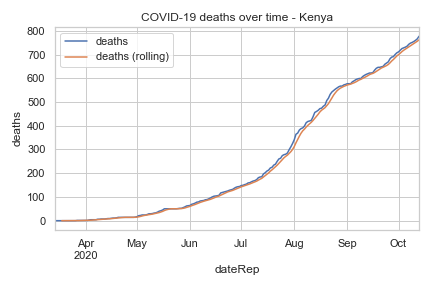 COVID-19 deaths over time - Kenya
deaths
deaths (rolling)
800
700
600
500
400
300
200
100
0
deaths
Apr
2020
May
Jun
Jul
Aug
Sep
Oct
dateRep